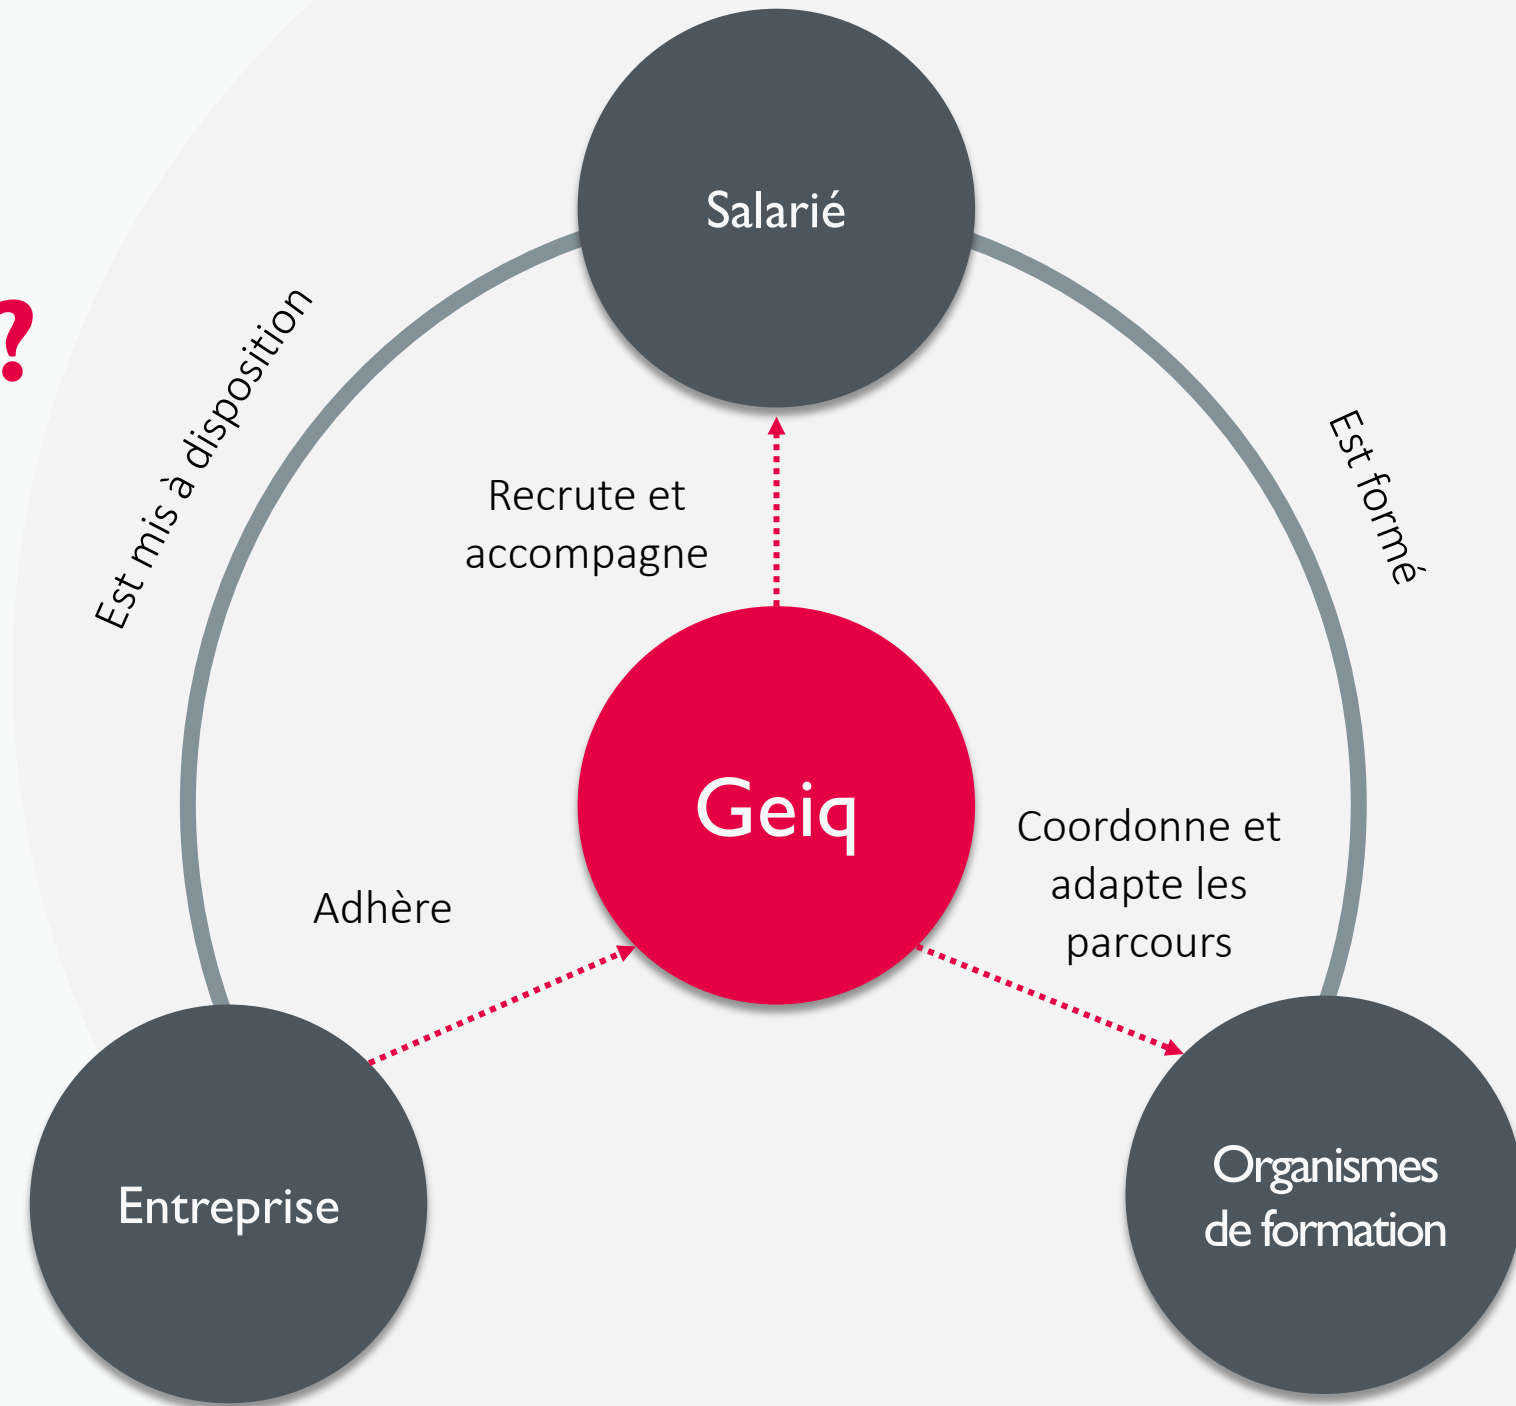 Salarié
?
Est mis à disposition
Est formé
Recrute et
accompagne
Geiq
Coordonne et
adapte les
parcours
Adhère
Entreprise
Organismes
de formation